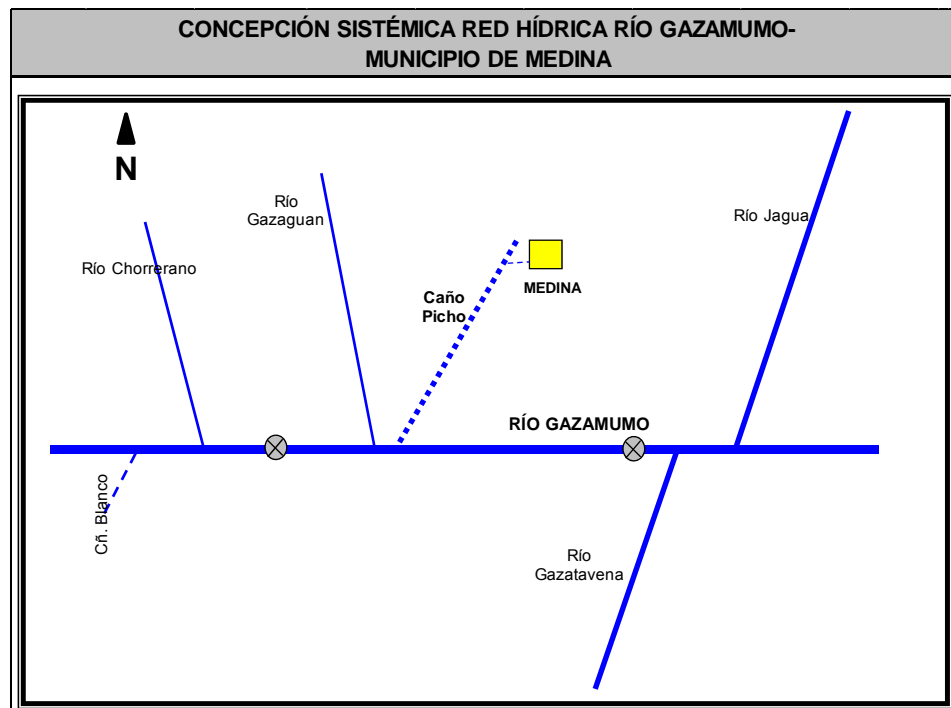 CONCEPCIÓN SISTÉMICA RED HÍDRICA RÍO GAZAMUMO-
MUNICIPIO DE MEDINA
N
Río
Gazaguan
Río Jagua
Río Chorrerano
MEDINA
Caño
Picho
RÍO GAZAMUMO
Cñ. Blanco
Río
Gazatavena